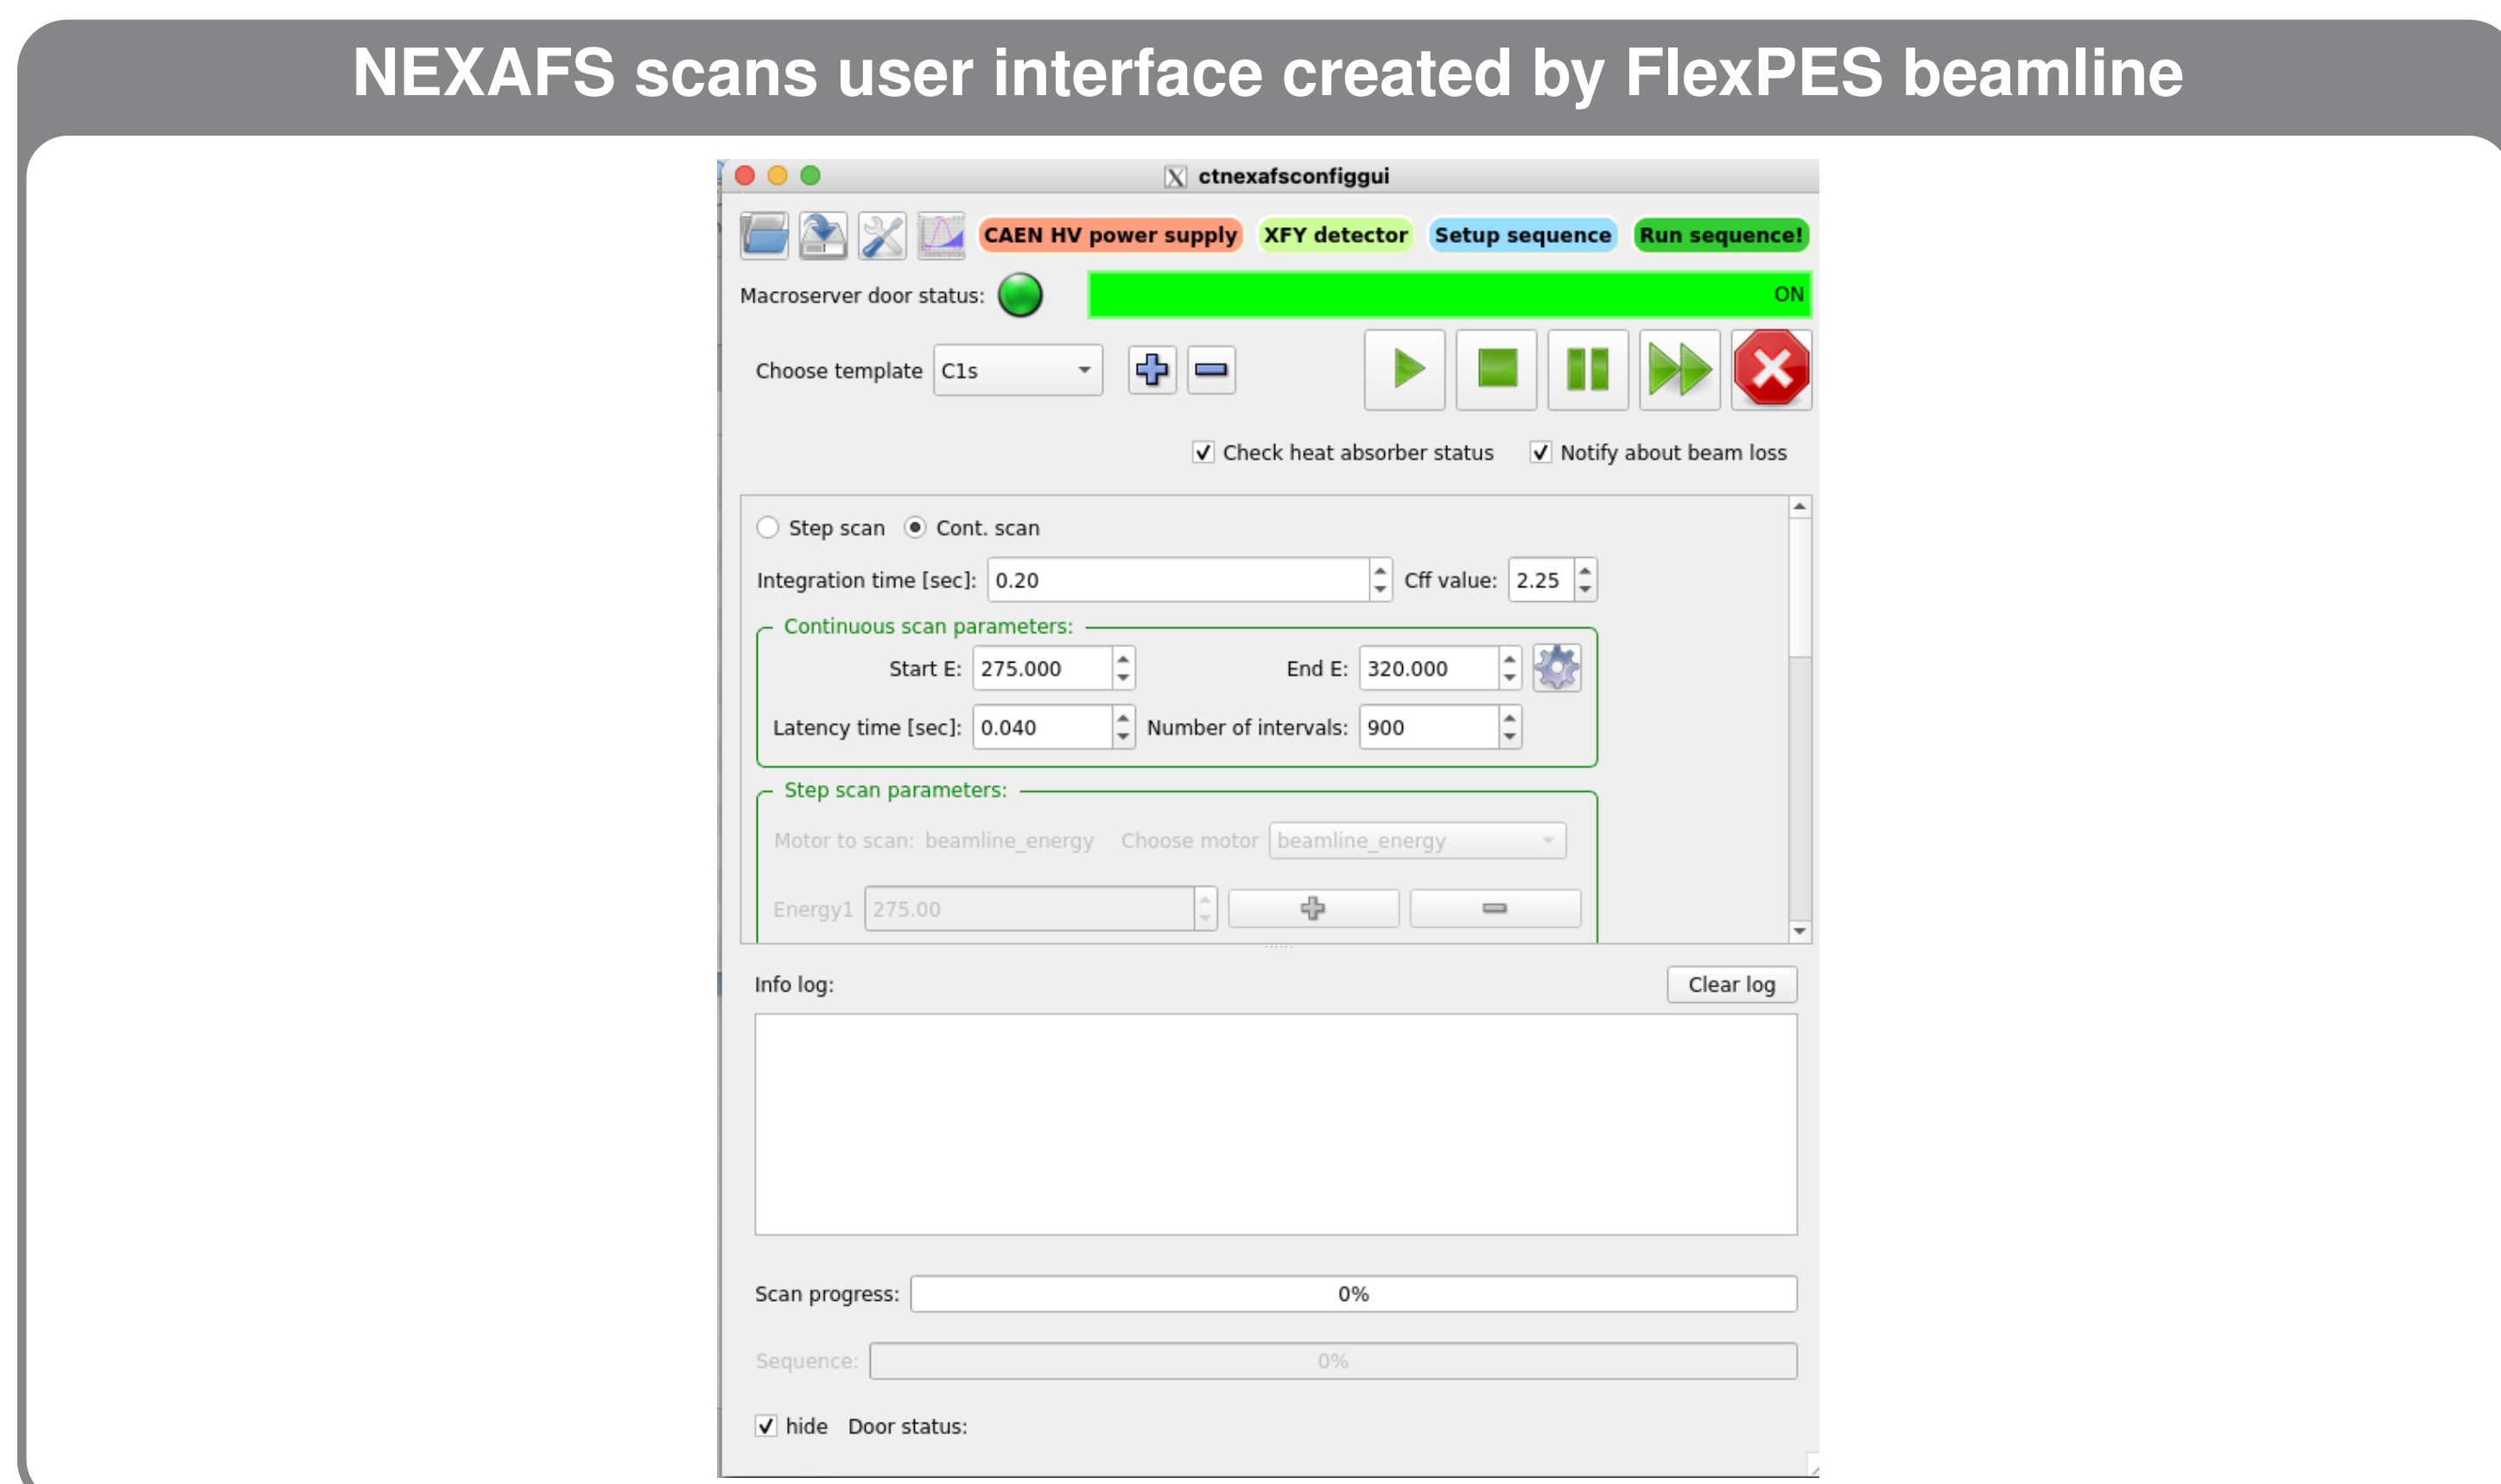 NEXAFS scans user interface created by FlexPES beamline
ctnexafsconfiggui
CAEN HV power supply XFY detector Setup sequence Run sequence!
Macroserver door status: ON
Choose template C1s
Check heat absorber status Notify about beam loss
Step scan Cont. scan
Integration time [sec]: 0.20 Cff value: 2.25
Continuous scan parameters:
Start E: 275.000 End E: 320.000
Latency time [sec]: 0.040 Number of intervals: 900
Step scan parameters:
Motor to scan: beamline_energy Choose motor beamline_energy
Energy1 275.00
Info log: Clear log
Scan progress: 0%
Sequence: 0%
hide Door status: